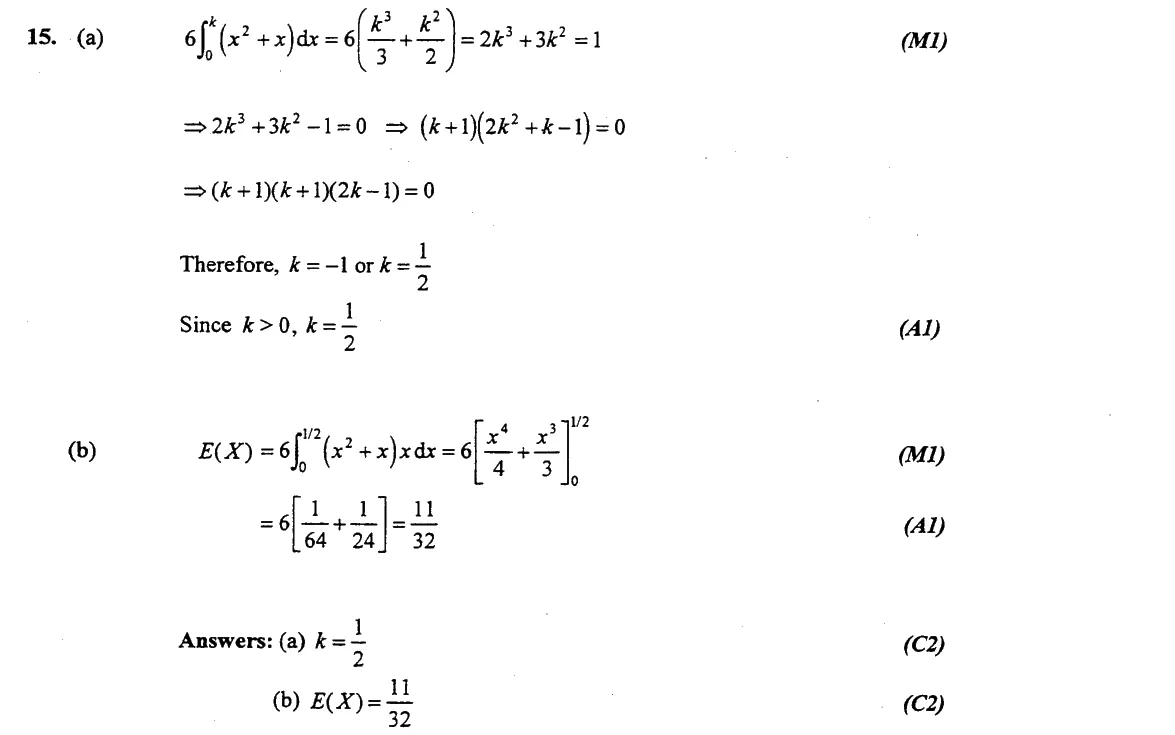 15. (a) 6∫₀ᵏ(x² + x)dx = 6(k³/3 + k²/2) = 2k³ + 3k² = 1 (M1)
⇒ 2k³ + 3k² − 1 = 0 ⇒ (k + 1)(2k² + k − 1) = 0
⇒ (k + 1)(k + 1)(2k − 1) = 0
Therefore, k = −1 or k = 1/2
Since k > 0, k = 1/2 (A1)
(b) E(X) = 6∫₀^(1/2)(x² + x)x dx = 6[x⁴/4 + x³/3]₀^(1/2) (M1)
= 6[1/64 + 1/24] = 11/32 (A1)
Answers: (a) k = 1/2 (C2)
(b) E(X) = 11/32 (C2)